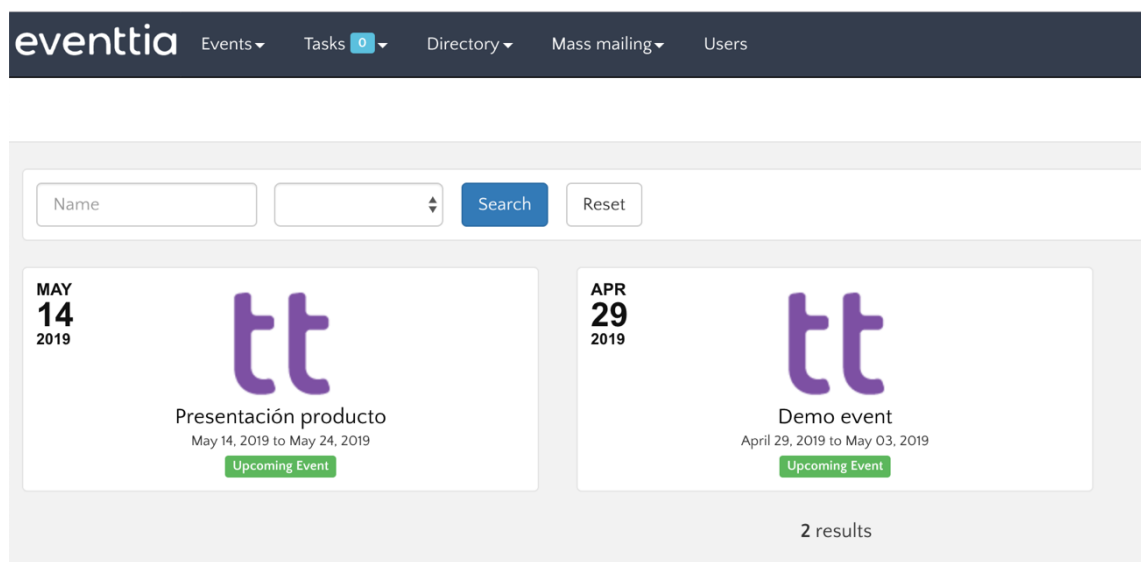 eventtia Events Tasks 0 Directory Mass mailing Users
Name Search Reset
MAY
14
2019
tt
Presentación producto
May 14, 2019 to May 24, 2019
Upcoming Event
APR
29
2019
tt
Demo event
April 29, 2019 to May 03, 2019
Upcoming Event
2 results